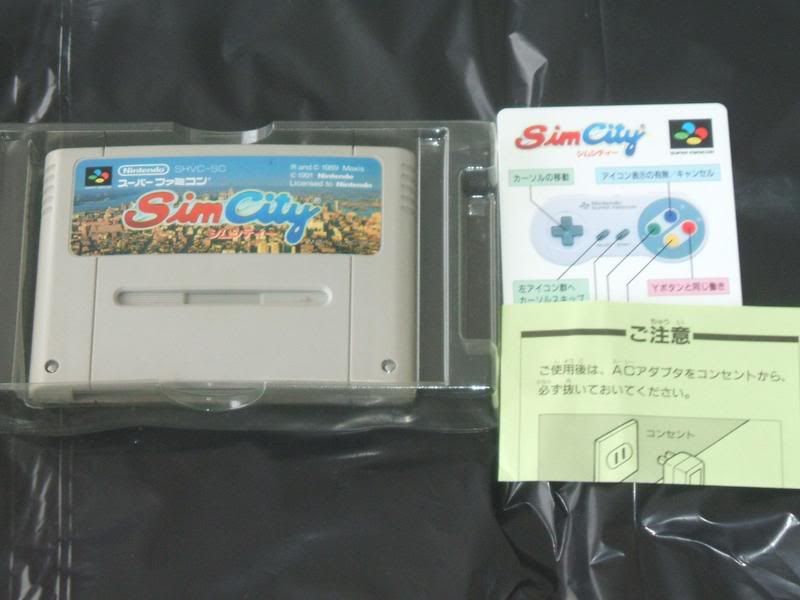 Nintendo SHVC-SC
スーパーファミコン
R and © 1989 Maxis
© 1991 Nintendo
Licensed to Nintendo
SimCity
シムシティー
SimCity
シムシティー
SUPER FAMICOM
カーソルの移動
アイコン表示の有無/キャンセル
Nintendo
SUPER FAMICOM
左アイコン群へ
カーソルスキップ
Yボタンと同じ働き
ご注意
ご使用後は、ACアダプタをコンセントから、
必ず抜いておいてください。
コンセント